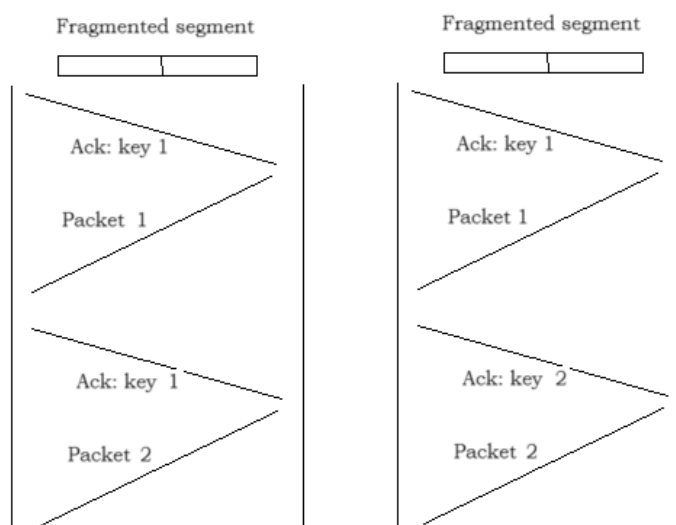 Fragmented segment
Ack: key 1
Packet 1
Ack: key 1
Packet 2
Fragmented segment
Ack: key 1
Packet 1
Ack: key 2
Packet 2